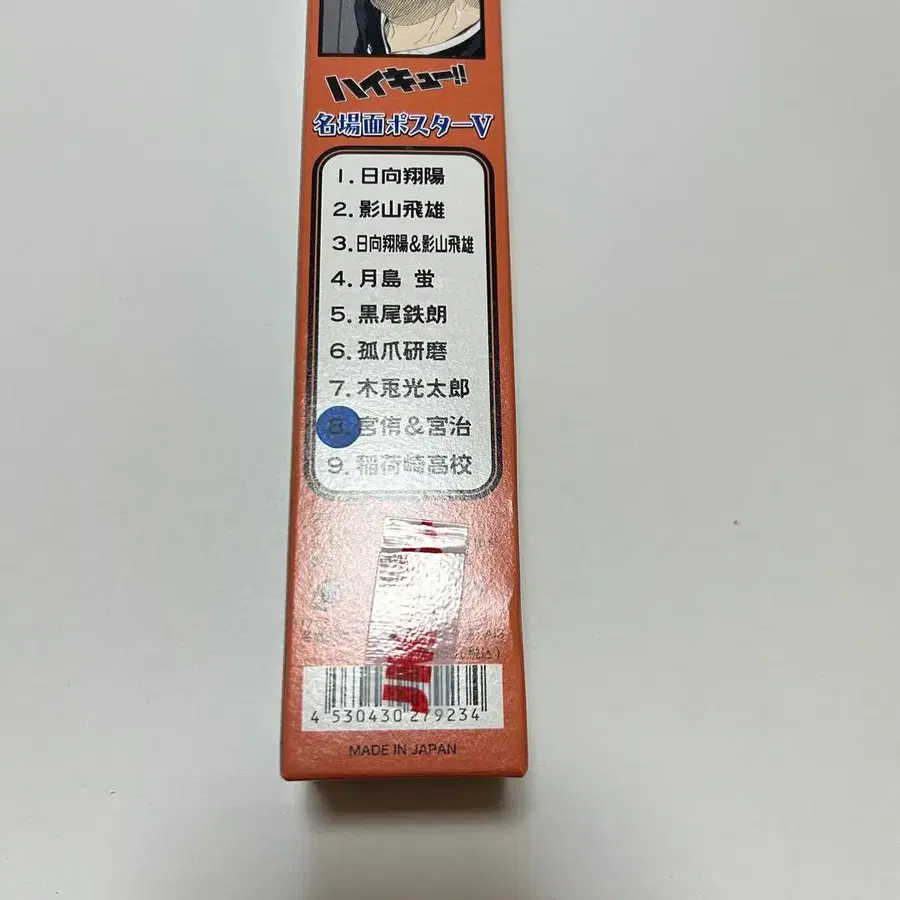 ハイキュー!!
名場面ポスターV
1.日向翔陽
2.影山飛雄
3.日向翔陽&影山飛雄
4.月島 蛍
5.黒尾鉄朗
6.孤爪研磨
7.木兎光太郎
8.宮侑&宮治
9.稲荷崎高校
(税込)
4 530430 279234
MADE IN JAPAN